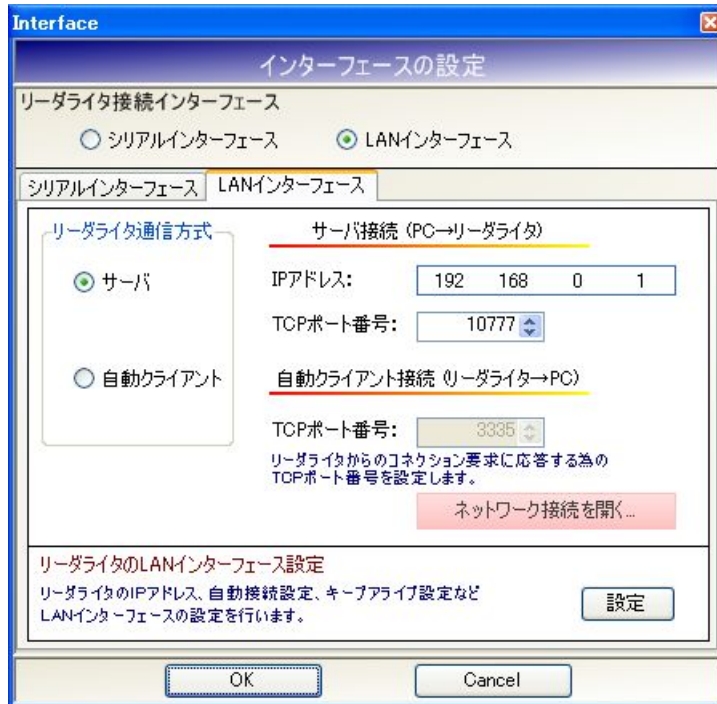 Interface
インターフェースの設定
リーダライタ接続インターフェース
シリアルインターフェース LANインターフェース
シリアルインターフェース LANインターフェース
リーダライタ通信方式
サーバ
自動クライアント
サーバ接続 (PC→リーダライタ)
IPアドレス: 192 168 0 1
TCPポート番号: 10777
自動クライアント接続 (リーダライタ→PC)
TCPポート番号: 3335
リーダライタからのコネクション要求に応答する為の
TCPポート番号を設定します。
ネットワーク接続を開く...
リーダライタのLANインターフェース設定
リーダライタのIPアドレス、自動接続設定、キープアライブ設定など
LANインターフェースの設定を行います。
設定
OK Cancel